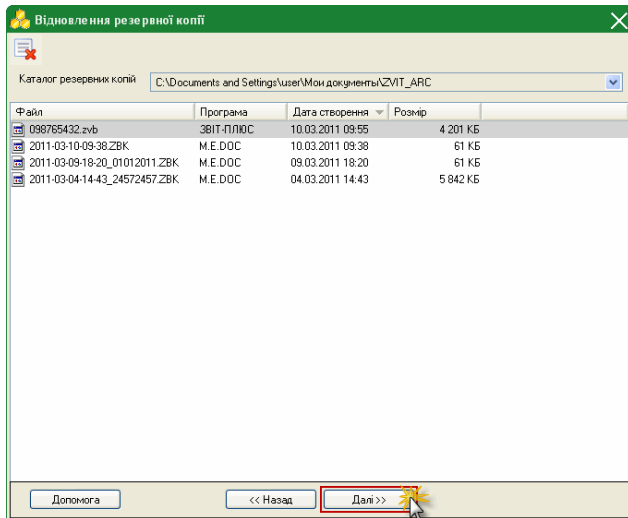 Відновлення резервної копії
Каталог резервних копій C:\Documents and Settings\user\Мои документы\ZVIT_ARC
Файл Програма Дата створення Розмір
098765432.zvb ЗВІТ-ПЛЮС 10.03.2011 09:55 4 201 КБ
2011-03-10-09-38.ZBK M.E.DOC 10.03.2011 09:38 61 КБ
2011-03-09-18-20_01012011.ZBK M.E.DOC 09.03.2011 18:20 61 КБ
2011-03-04-14-43_24572457.ZBK M.E.DOC 04.03.2011 14:43 5 842 КБ
Допомога << Назад Далі >>